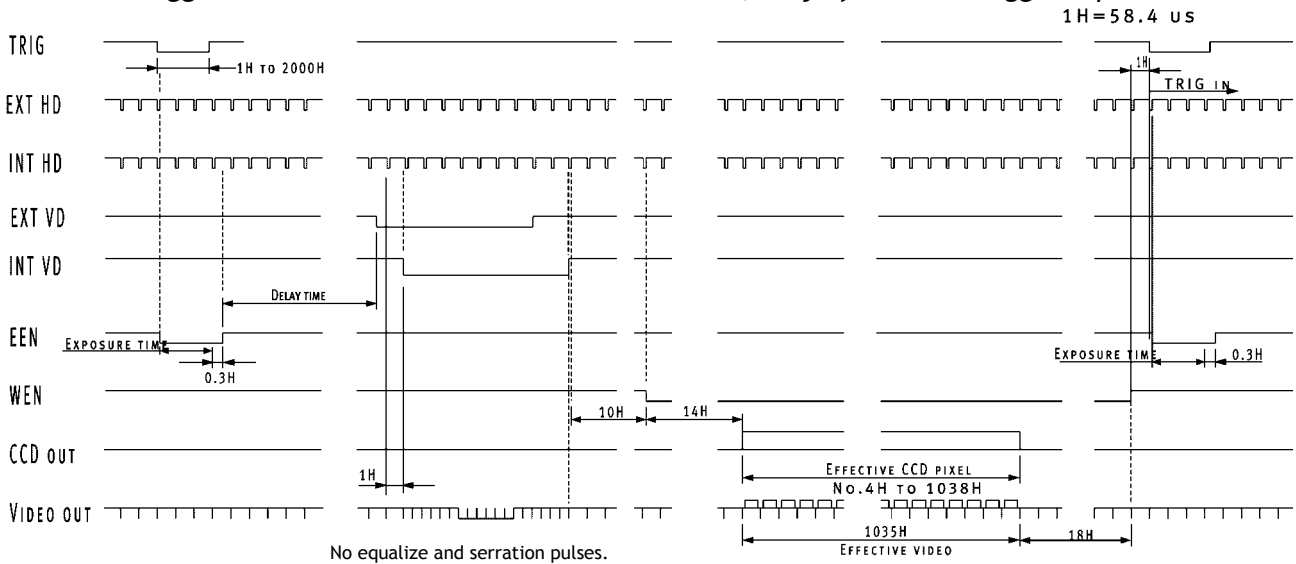 1H=58.4 us
TRIG
1H TO 2000H
1H
TRIG IN
EXT HD
INT HD
EXT VD
INT VD
DELAY TIME
EEN
EXPOSURE TIME
0.3H
EXPOSURE TIME
0.3H
WEN
10H
14H
CCD OUT
1H
EFFECTIVE CCD PIXEL
NO.4H TO 1038H
VIDEO OUT
1035H
18H
EFFECTIVE VIDEO
No equalize and serration pulses.